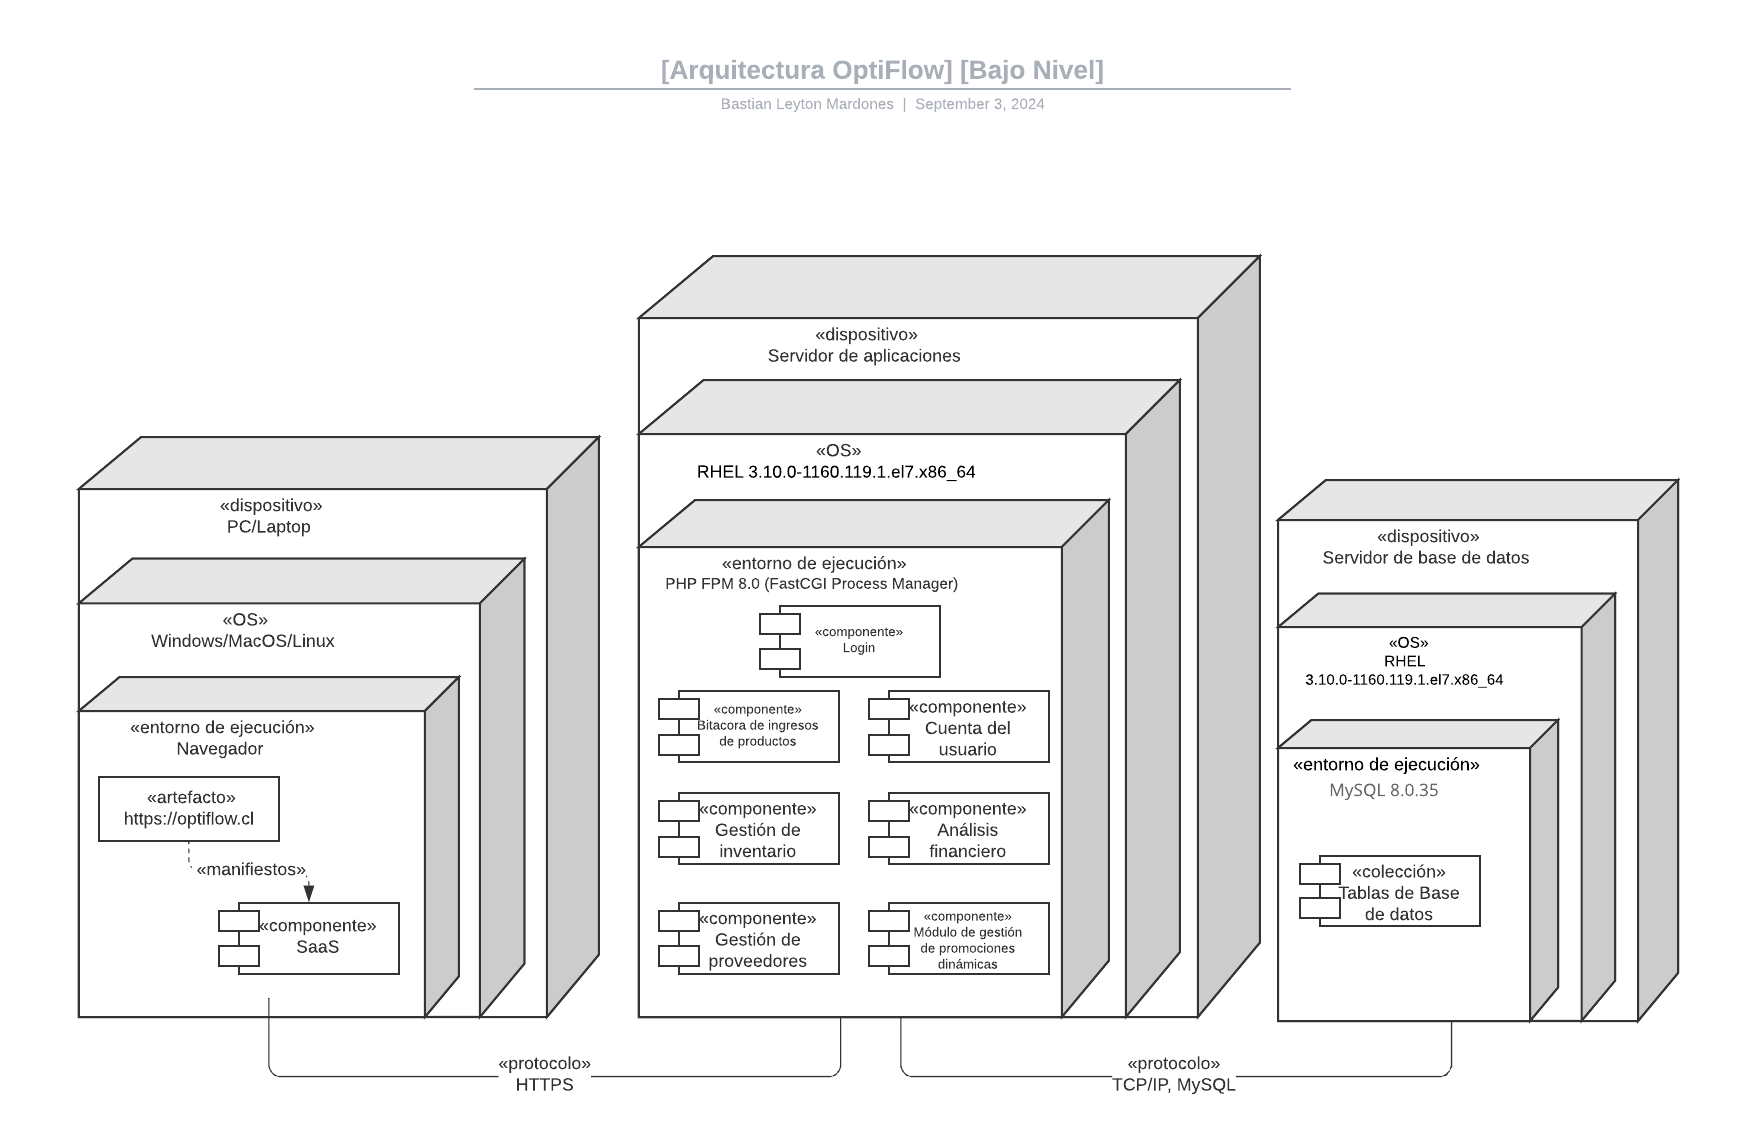 [Arquitectura OptiFlow] [Bajo Nivel]
Bastian Leyton Mardones | September 3, 2024
«dispositivo»
PC/Laptop
«OS»
Windows/MacOS/Linux
«entorno de ejecución»
Navegador
«artefacto»
https://optiflow.cl
«manifiestos»
«componente»
SaaS
«dispositivo»
Servidor de aplicaciones
«OS»
RHEL 3.10.0-1160.119.1.el7.x86_64
«entorno de ejecución»
PHP FPM 8.0 (FastCGI Process Manager)
«componente»
Login
«componente»
Bitacora de ingresos
de productos
«componente»
Cuenta del
usuario
«componente»
Gestión de
inventario
«componente»
Análisis
financiero
«componente»
Gestión de
proveedores
«componente»
Módulo de gestión
de promociones
dinámicas
«dispositivo»
Servidor de base de datos
«OS»
RHEL
3.10.0-1160.119.1.el7.x86_64
«entorno de ejecución»
MySQL 8.0.35
«colección»
Tablas de Base
de datos
«protocolo»
HTTPS
«protocolo»
TCP/IP, MySQL